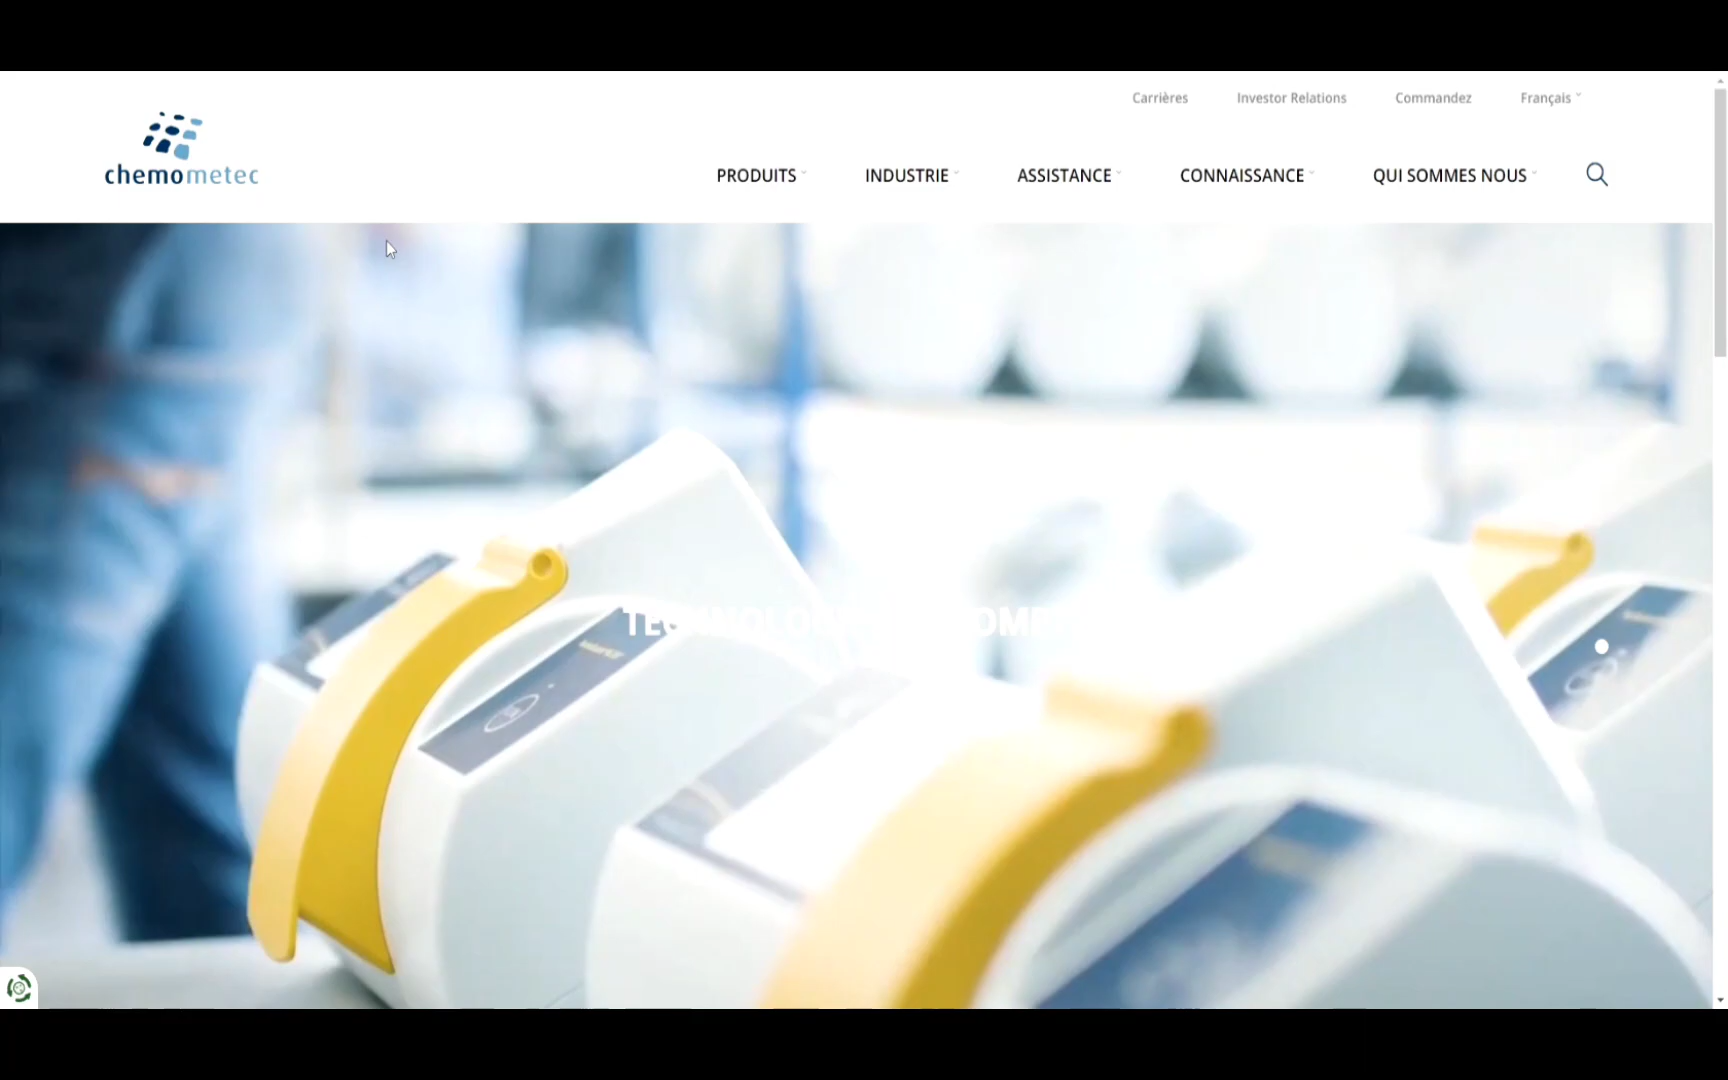 Carrières Investor Relations Commandez Français
chemometec
PRODUITS INDUSTRIE ASSISTANCE CONNAISSANCE QUI SOMMES NOUS